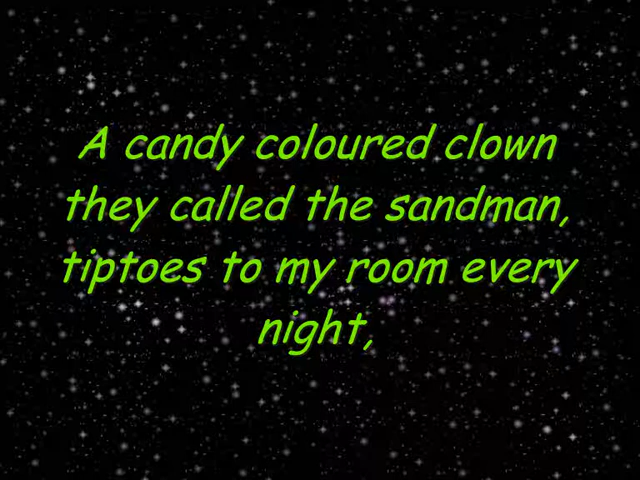 A candy coloured clown
they called the sandman,
tiptoes to my room every
night,